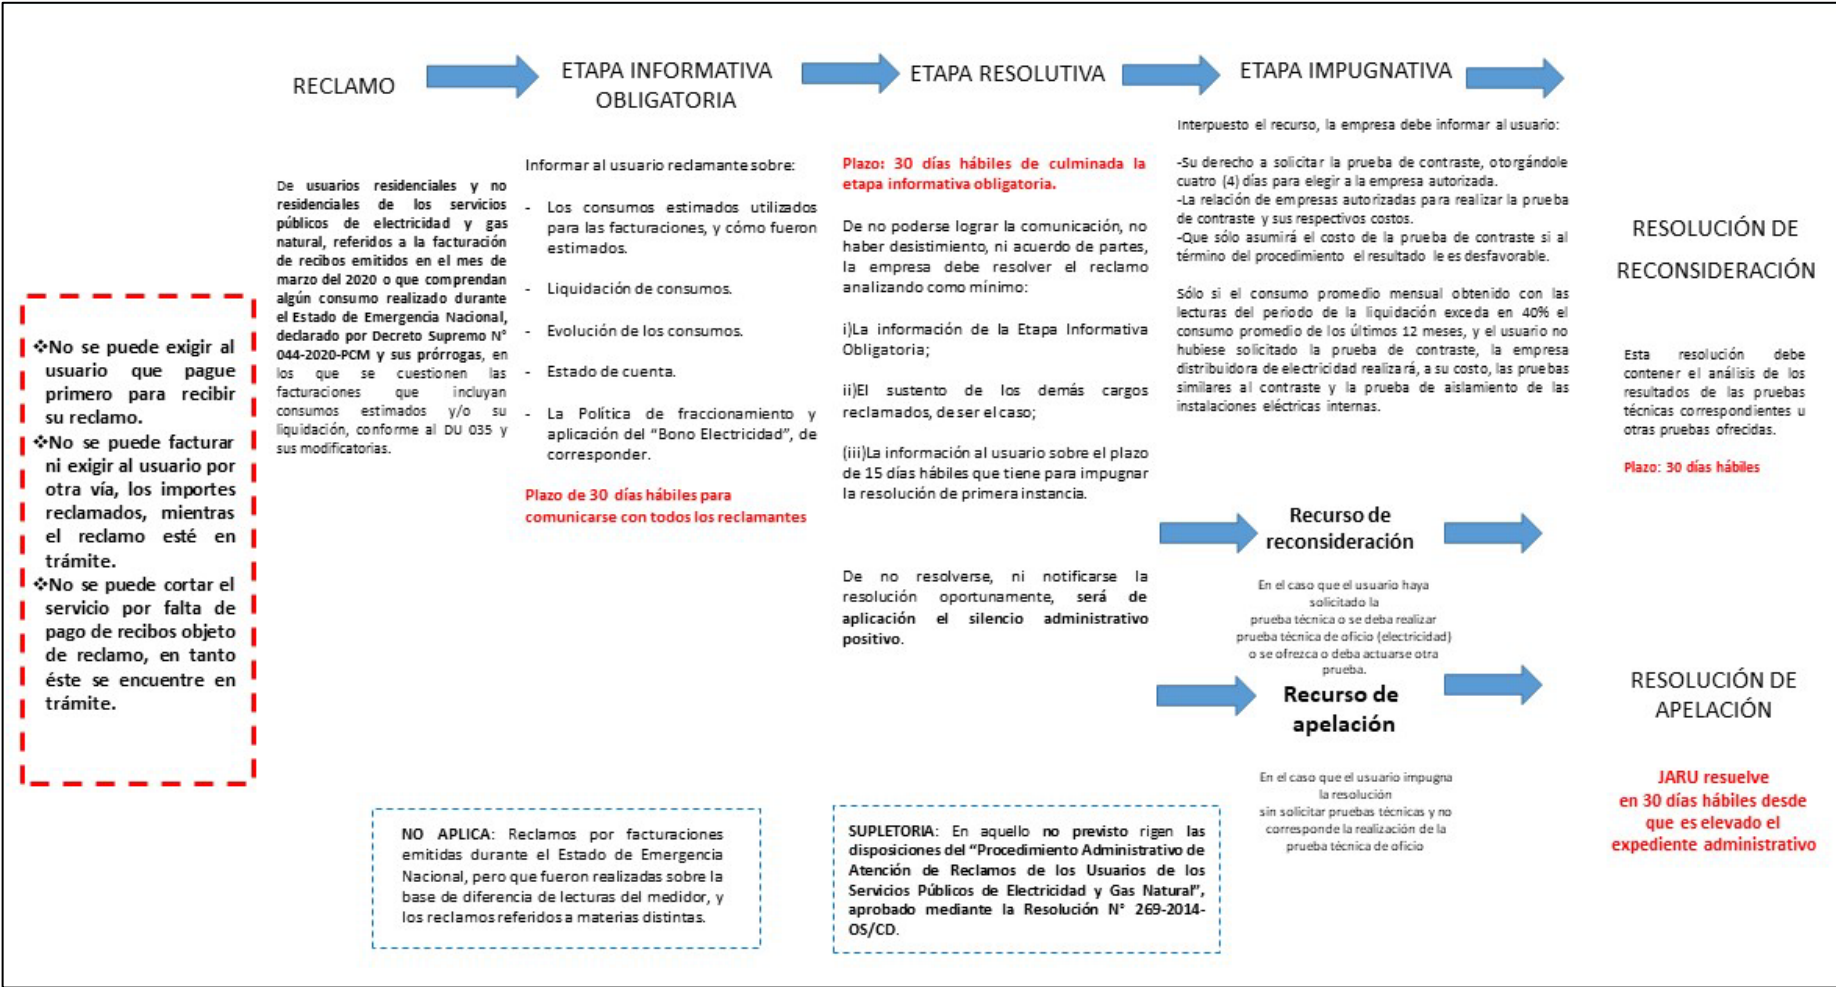 RECLAMO
ETAPA INFORMATIVA
OBLIGATORIA
ETAPA RESOLUTIVA
ETAPA IMPUGNATIVA
❖No se puede exigir al
usuario que pague
primero para recibir
su reclamo.
❖No se puede facturar
ni exigir al usuario por
otra vía, los importes
reclamados, mientras
el reclamo esté en
trámite.
❖No se puede cortar el
servicio por falta de
pago de recibos objeto
de reclamo, en tanto
éste se encuentre en
trámite.
De usuarios residenciales y no
residenciales de los servicios
públicos de electricidad y gas
natural, referidos a la facturación
de recibos emitidos en el mes de
marzo del 2020 o que comprendan
algún consumo realizado durante
el Estado de Emergencia Nacional,
declarado por Decreto Supremo N°
044-2020-PCM y sus prórrogas, en
los que se cuestionen las
facturaciones que incluyan
consumos estimados y/o su
liquidación, conforme al DU 035 y
sus modificatorias.
Informar al usuario reclamante sobre:
- Los consumos estimados utilizados
para las facturaciones, y cómo fueron
estimados.
- Liquidación de consumos.
- Evolución de los consumos.
- Estado de cuenta.
- La Política de fraccionamiento y
aplicación del “Bono Electricidad”, de
corresponder.
Plazo de 30 días hábiles para
comunicarse con todos los reclamantes
Plazo: 30 días hábiles de culminada la
etapa informativa obligatoria.
De no poderse lograr la comunicación, no
haber desistimiento, ni acuerdo de partes,
la empresa debe resolver el reclamo
analizando como mínimo:
i)La información de la Etapa Informativa
Obligatoria;
ii)El sustento de los demás cargos
reclamados, de ser el caso;
(iii)La información al usuario sobre el plazo
de 15 días hábiles que tiene para impugnar
la resolución de primera instancia.
De no resolverse, ni notificarse la
resolución oportunamente, será de
aplicación el silencio administrativo
positivo.
Interpuesto el recurso, la empresa debe informar al usuario:
-Su derecho a solicitar la prueba de contraste, otorgándole
cuatro (4) días para elegir a la empresa autorizada.
-La relación de empresas autorizadas para realizar la prueba
de contraste y sus respectivos costos.
-Que sólo asumirá el costo de la prueba de contraste si al
término del procedimiento el resultado le es desfavorable.
Sólo si el consumo promedio mensual obtenido con las
lecturas del periodo de la liquidación exceda en 40% el
consumo promedio de los últimos 12 meses, y el usuario no
hubiese solicitado la prueba de contraste, la empresa
distribuidora de electricidad realizará, a su costo, las pruebas
similares al contraste y la prueba de aislamiento de las
instalaciones eléctricas internas.
Recurso de
reconsideración
En el caso que el usuario haya
solicitado la
prueba técnica o se deba realizar
prueba técnica de oficio (electricidad)
o se ofrezca o deba actuarse otra
prueba.
Recurso de
apelación
En el caso que el usuario impugna
la resolución
sin solicitar pruebas técnicas y no
corresponde la realización de la
prueba técnica de oficio
RESOLUCIÓN DE
RECONSIDERACIÓN
Esta resolución debe
contener el análisis de los
resultados de las pruebas
técnicas correspondientes u
otras pruebas ofrecidas.
Plazo: 30 días hábiles
RESOLUCIÓN DE
APELACIÓN
JARU resuelve
en 30 días hábiles desde
que es elevado el
expediente administrativo
NO APLICA: Reclamos por facturaciones
emitidas durante el Estado de Emergencia
Nacional, pero que fueron realizadas sobre la
base de diferencia de lecturas del medidor, y
los reclamos referidos a materias distintas.
SUPLETORIA: En aquello no previsto rigen las
disposiciones del “Procedimiento Administrativo de
Atención de Reclamos de los Usuarios de los
Servicios Públicos de Electricidad y Gas Natural”,
aprobado mediante la Resolución N° 269-2014-
OS/CD.